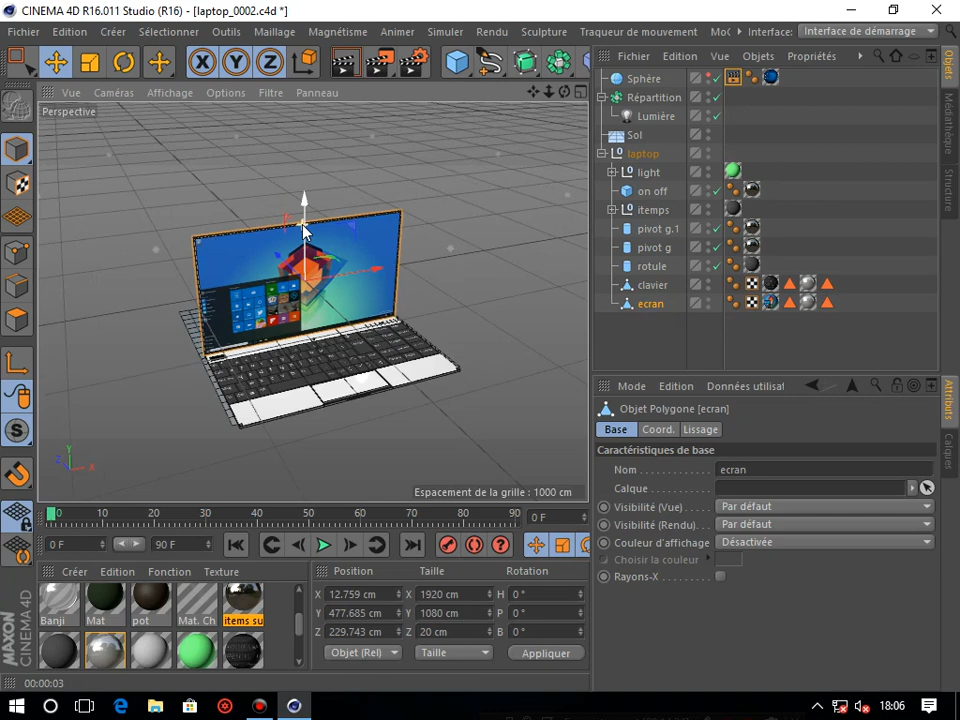 CINEMA 4D R16.011 Studio (R16) - [laptop_0002.c4d *]
Fichier Edition Créer Sélectionner Outils Maillage Magnétisme Animer Simuler Rendu Sculpture Traqueur de mouvement MoC Interface: Interface de démarrage
X Y Z
Fichier Edition Vue Objets Propriétés
Objets
Médiathèque
Structure
Vue Caméras Affichage Options Filtre Panneau
Perspective
Sphère
Répartition
Lumière
Sol
laptop
light
on off
itemps
pivot g.1
pivot g
rotule
clavier
ecran
Y
Z X
Espacement de la grille : 1000 cm
Mode Edition Données utilisat
Attributs
Calques
Objet Polygone [ecran]
Base Coord. Lissage
Caractéristiques de base
Nom ecran
Calque
Visibilité (Vue) Par défaut
Visibilité (Rendu) Par défaut
Couleur d'affichage Désactivée
Choisir la couleur
Rayons-X
0 10 20 30 40 50 60 70 80 90
0 F
0 F 90 F
Créer Edition Fonction Texture
Banji Mat pot Mat. Ch items su
Position Taille Rotation
X 12.759 cm X 1920 cm H 0 °
Y 477.685 cm Y 1080 cm P 0 °
Z 229.743 cm Z 20 cm B 0 °
Objet (Rel) Taille Appliquer
MAXON
CINEMA 4D
00:00:03
18:06